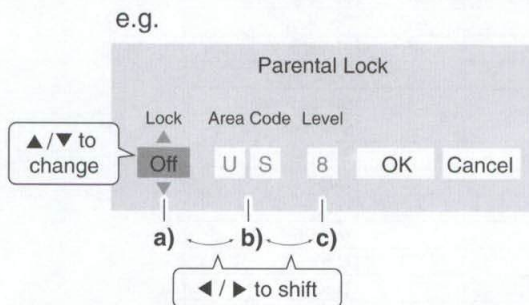 e.g.
Parental Lock
Lock Area Code Level
▲/▼ to
change
Off U S 8 OK Cancel
a) b) c)
◀ / ▶ to shift